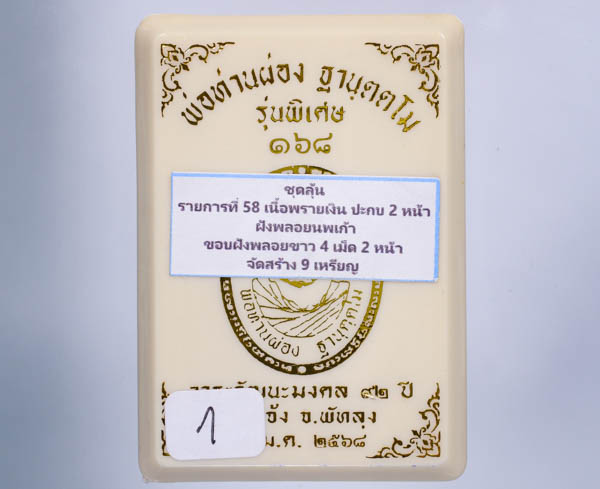 พ่อท่านผ่อง ฐานุตฺตโม
รุ่นพิเศษ
๑๖๘
ชุดลุ้น
รายการที่ 58 เนื้อพรายเงิน ปะกบ 2 หน้า
ฝังพลอยนพเก้า
ขอบฝังพลอยขาว 4 เม็ด 2 หน้า
จัดสร้าง 9 เหรียญ
พ่อท่านผ่อง ฐานุตฺตโม
มงคล ๙๒ ปี
จ.พัทลุง
ม.ค. ๒๕๖๘
1